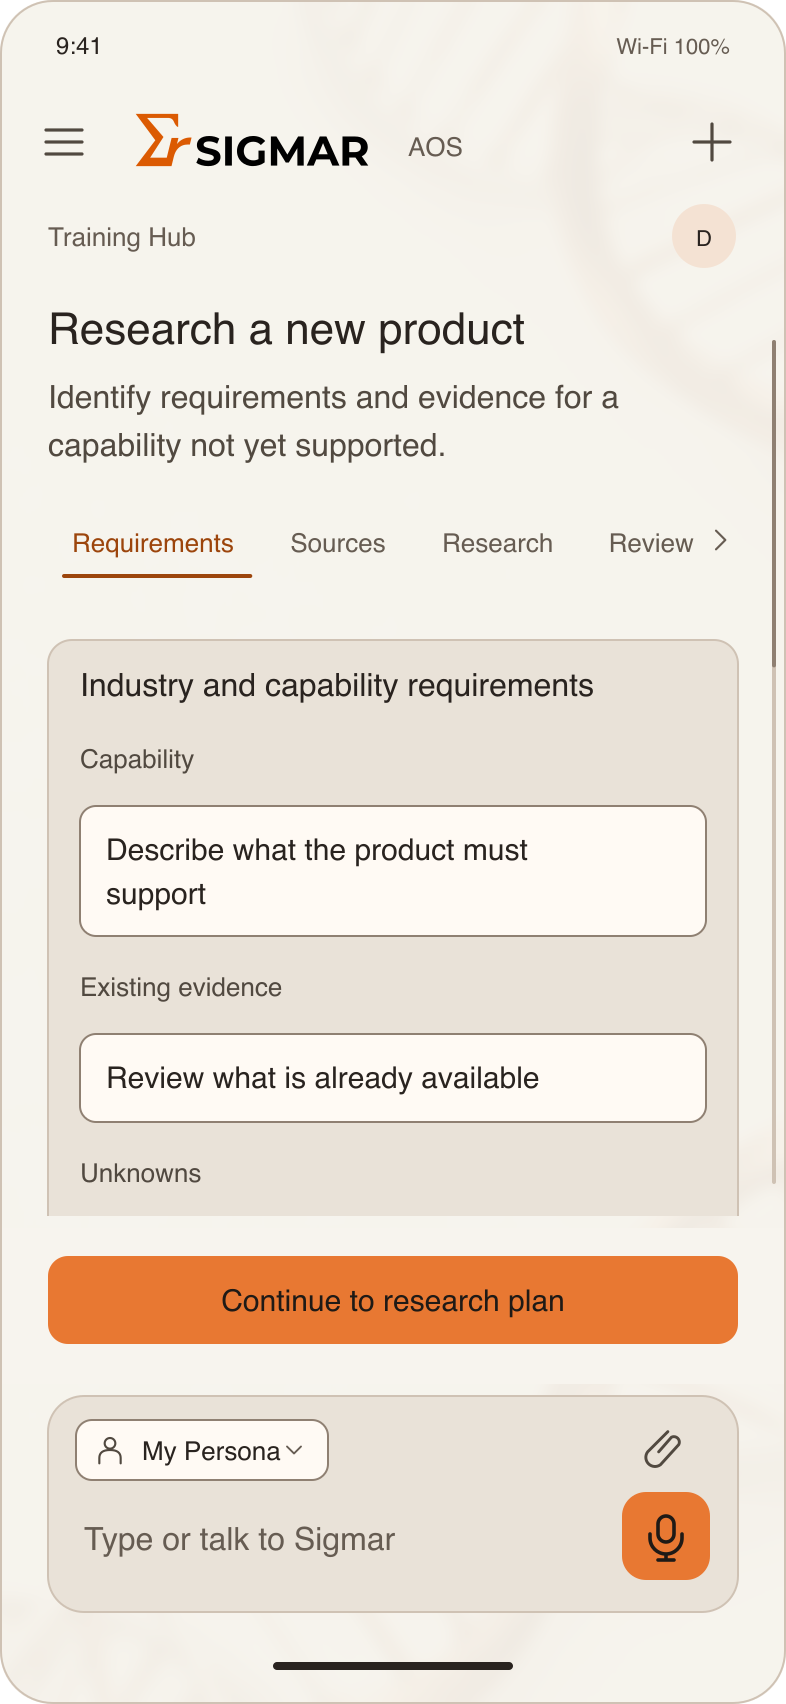 9:41
Wi-Fi 100%
Σr SIGMAR
AOS
Training Hub
D
Research a new product
Identify requirements and evidence for a
capability not yet supported.
Requirements
Sources
Research
Review
Industry and capability requirements
Capability
Describe what the product must
support
Existing evidence
Review what is already available
Unknowns
Continue to research plan
My Persona
Type or talk to Sigmar